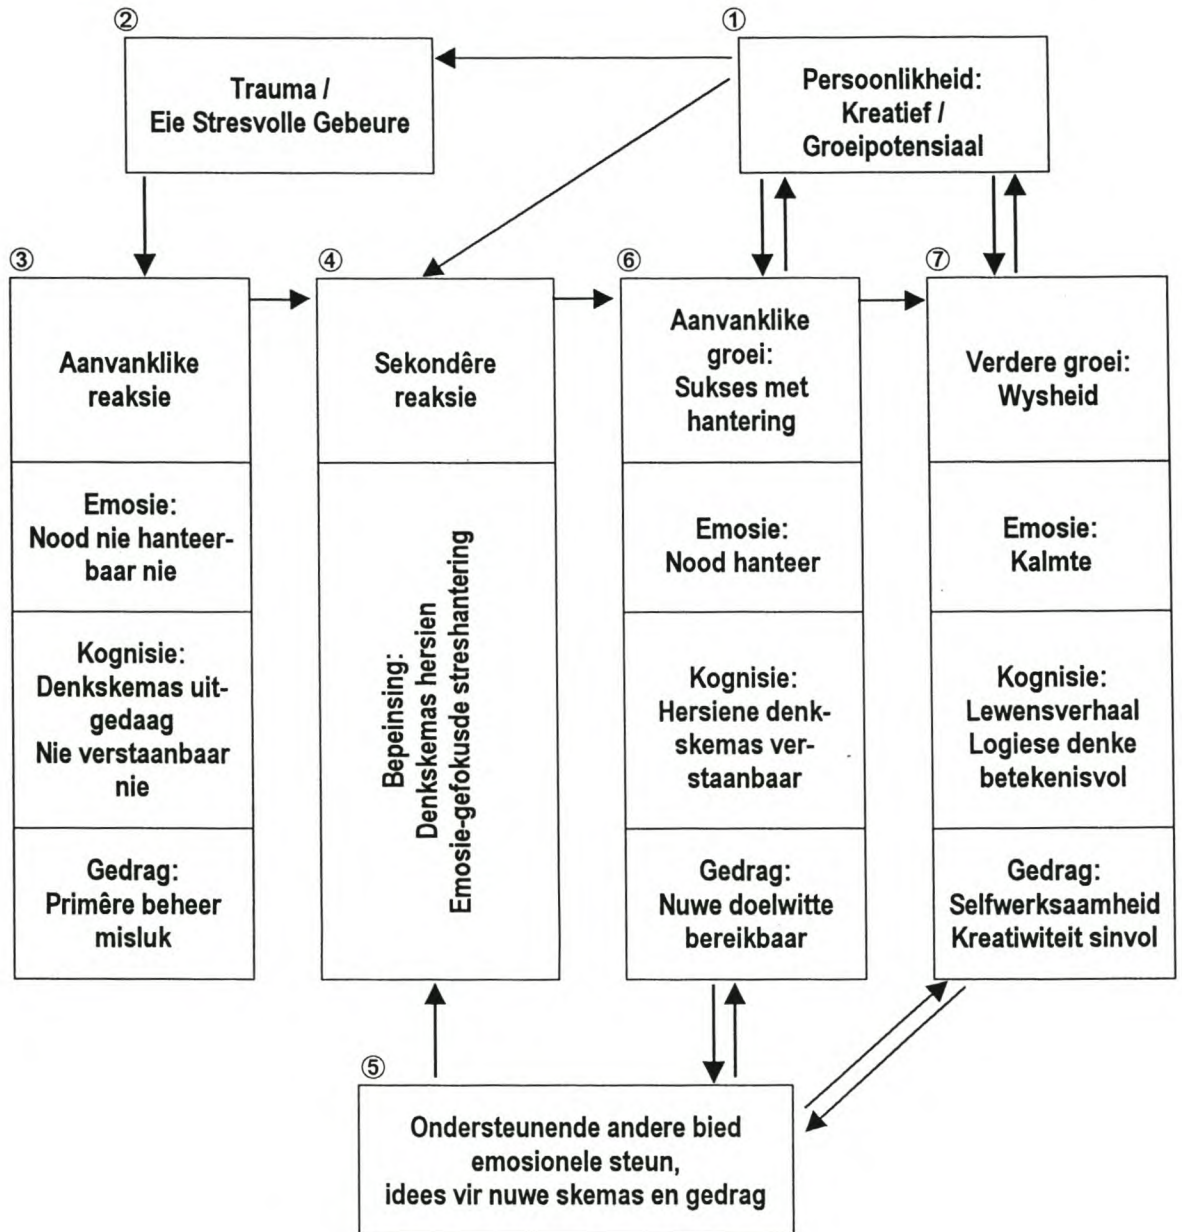 ②
Trauma /
Eie Stresvolle Gebeure
①
Persoonlikheid:
Kreatief /
Groeipotensiaal
③
Aanvanklike
reaksie
Emosie:
Nood nie hanteer-
baar nie
Kognisie:
Denkskemas uit-
gedaag
Nie verstaanbaar
nie
Gedrag:
Primêre beheer
misluk
④
Sekondêre
reaksie
Bepeinsing:
Denkskemas hersien
Emosie-gefokusde streshantering
⑥
Aanvanklike
groei:
Sukses met
hantering
Emosie:
Nood hanteer
Kognisie:
Hersiene denk-
skemas ver-
staanbaar
Gedrag:
Nuwe doelwitte
bereikbaar
⑦
Verdere groei:
Wysheid
Emosie:
Kalmte
Kognisie:
Lewensverhaal
Logiese denke
betekenisvol
Gedrag:
Selfwerksaamheid
Kreatiwiteit sinvol
⑤
Ondersteunende andere bied
emosionele steun,
idees vir nuwe skemas en gedrag